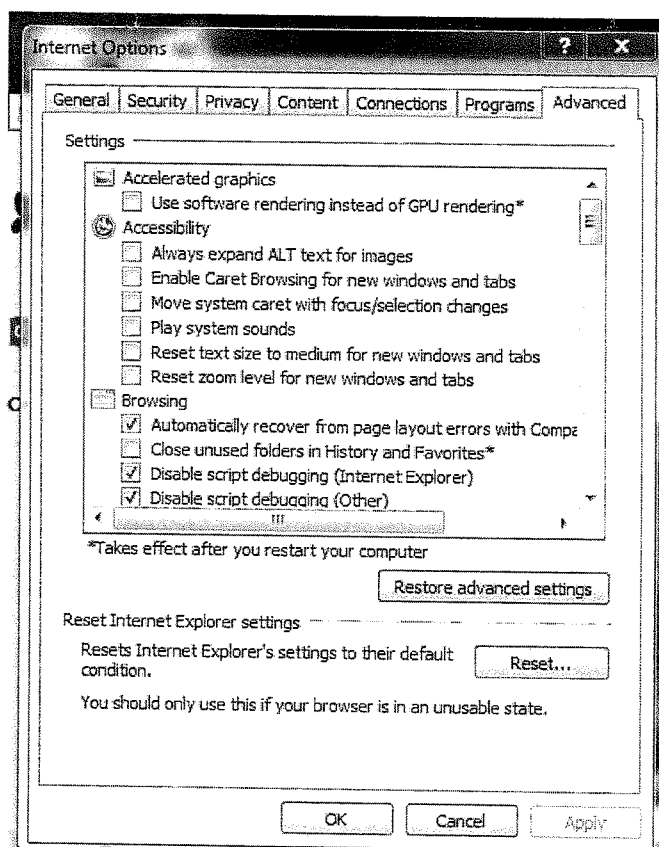 Internet Options
General Security Privacy Content Connections Programs Advanced
Settings
Accelerated graphics
Use software rendering instead of GPU rendering*
Accessibility
Always expand ALT text for images
Enable Caret Browsing for new windows and tabs
Move system caret with focus/selection changes
Play system sounds
Reset text size to medium for new windows and tabs
Reset zoom level for new windows and tabs
Browsing
Automatically recover from page layout errors with Compa
Close unused folders in History and Favorites*
Disable script debugging (Internet Explorer)
Disable script debugging (Other)
*Takes effect after you restart your computer
Restore advanced settings
Reset Internet Explorer settings
Resets Internet Explorer's settings to their default
condition.
Reset...
You should only use this if your browser is in an unusable state.
OK Cancel Apply